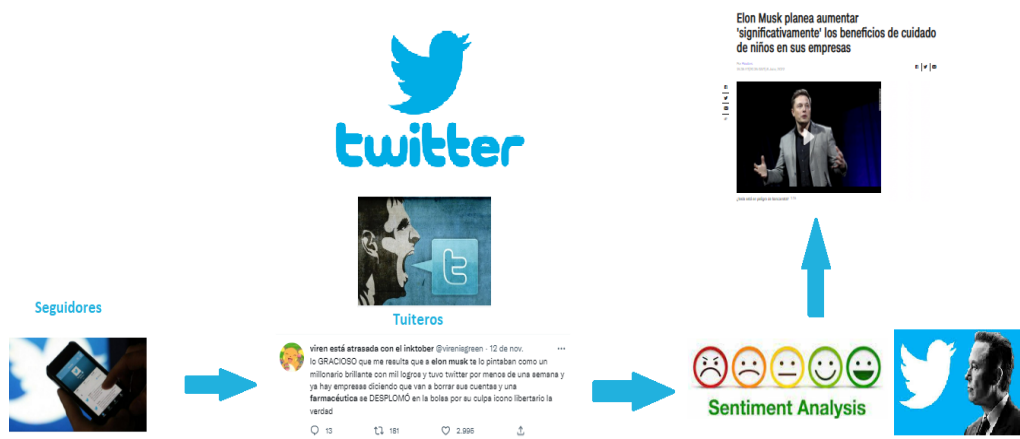 Elon Musk planea aumentar
'significativamente' los beneficios de cuidado
de niños en sus empresas
twitter
t
Seguidores
Tuiteros
viren está atrasada con el inktober @virenisgreen · 12 de nov.
lo GRACIOSO que me resulta que a elon musk te lo pintaban como un
millonario brillante con mil logros y tuvo twitter por menos de una semana y
ya hay empresas diciendo que van a borrar sus cuentas y una
farmacéutica se DESPLOMÓ en la bolsa por su culpa icono libertario la
verdad
13 181 2.996
Sentiment Analysis